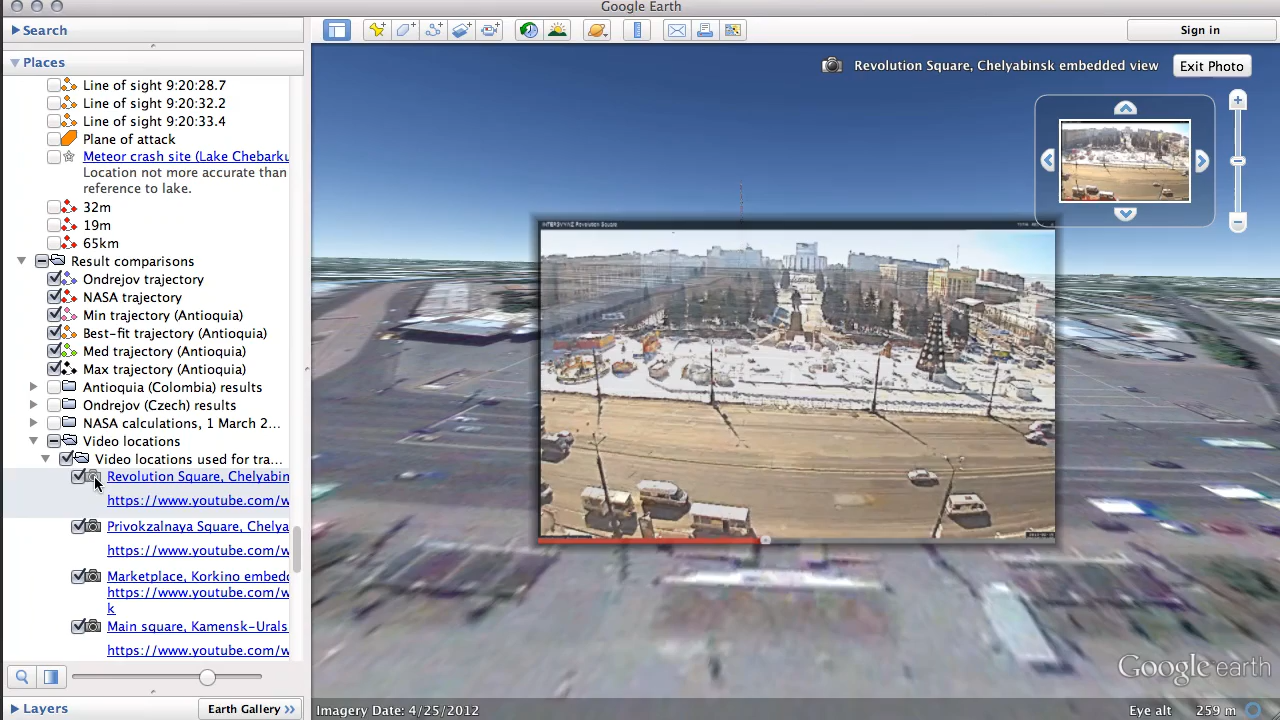 Google Earth
Search
Sign in
Places
Revolution Square, Chelyabinsk embedded view
Exit Photo
Line of sight 9:20:28.7
Line of sight 9:20:32.2
Line of sight 9:20:33.4
Plane of attack
Meteor crash site (Lake Chebarku
Location not more accurate than
reference to lake.
32m
19m
65km
Result comparisons
Ondrejov trajectory
NASA trajectory
Min trajectory (Antioquia)
Best-fit trajectory (Antioquia)
Med trajectory (Antioquia)
Max trajectory (Antioquia)
Antioquia (Colombia) results
Ondrejov (Czech) results
NASA calculations, 1 March 2...
Video locations
Video locations used for tra...
Revolution Square, Chelyabin
https://www.youtube.com/w
Privokzalnaya Square, Chelya
https://www.youtube.com/w
Marketplace, Korkino embedd
https://www.youtube.com/w
k
Main square, Kamensk-Urals
https://www.youtube.com/w
Layers
Earth Gallery >>
Google earth
Imagery Date: 4/25/2012
Eye alt 259 m
Revolution Square